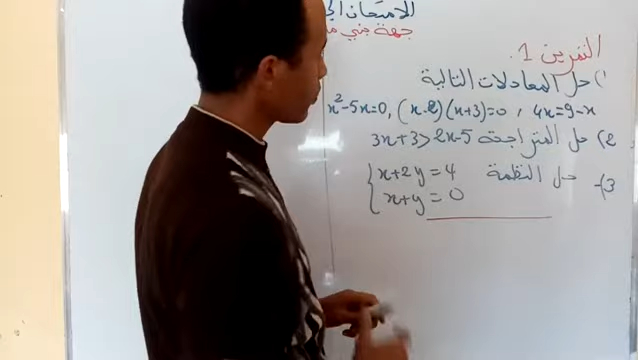 الامتحان
جهة بني
التمرين 1
1) حل المعادلات التالية
x²-5x=0, (x-2)(x+3)=0 , 4x=9-x
2) حل المتراجحة 3x+3>2x-5
3- حل النظمة { x+2y=4
x+y=0